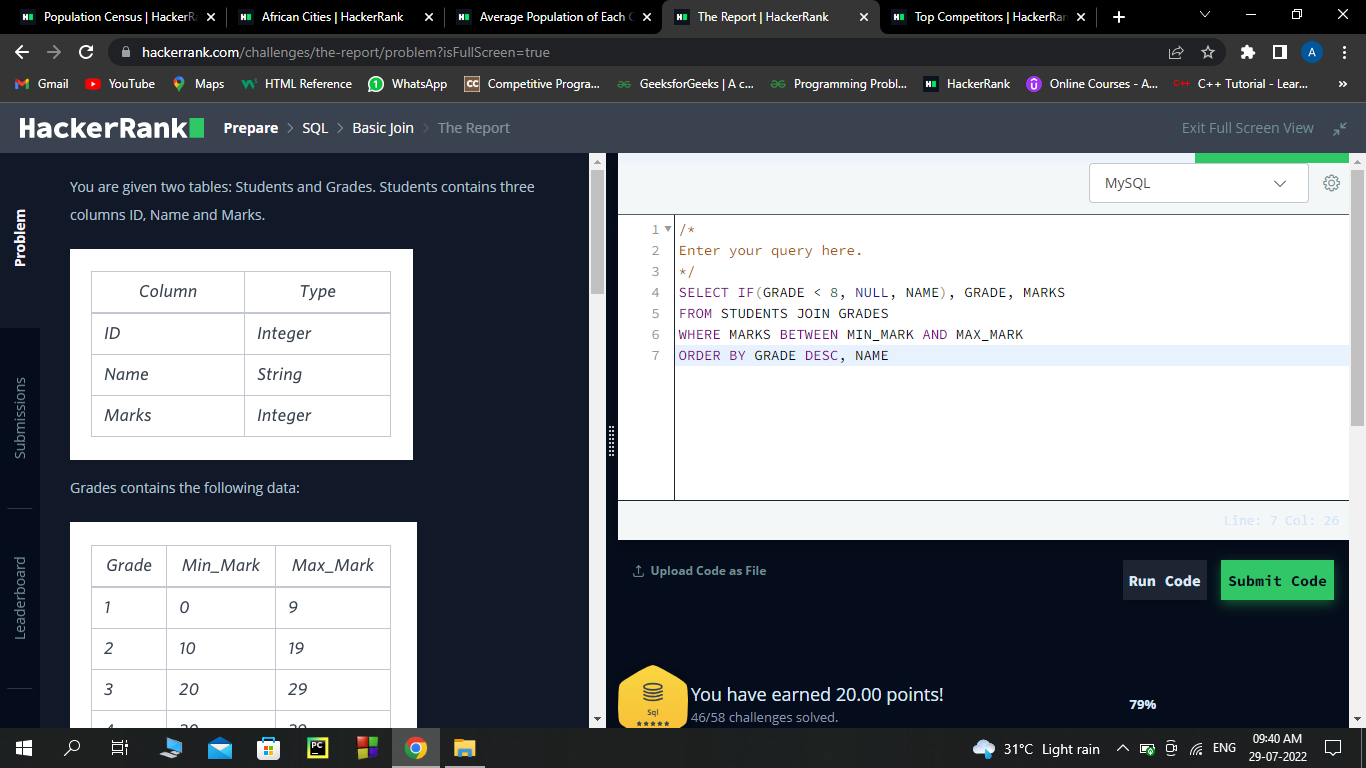 Population Census | HackerR
African Cities | HackerRank
Average Population of Each C
The Report | HackerRank
Top Competitors | HackerRan
hackerrank.com/challenges/the-report/problem?isFullScreen=true
A
Gmail
YouTube
Maps
HTML Reference
WhatsApp
Competitive Progra...
GeeksforGeeks | A c...
Programming Probl...
HackerRank
Online Courses - A...
C++ Tutorial - Lear...
»
HackerRank
Prepare > SQL > Basic Join > The Report
Exit Full Screen View
Problem
Submissions
Leaderboard
You are given two tables: Students and Grades. Students contains three
columns ID, Name and Marks.
Column Type
ID Integer
Name String
Marks Integer
Grades contains the following data:
Grade Min_Mark Max_Mark
1 0 9
2 10 19
3 20 29
MySQL
1 /*
2 Enter your query here.
3 */
4 SELECT IF(GRADE < 8, NULL, NAME), GRADE, MARKS
5 FROM STUDENTS JOIN GRADES
6 WHERE MARKS BETWEEN MIN_MARK AND MAX_MARK
7 ORDER BY GRADE DESC, NAME
Line: 7 Col: 26
Upload Code as File
Run Code
Submit Code
Sql
You have earned 20.00 points!
46/58 challenges solved.
79%
31°C Light rain
ENG
09:40 AM
29-07-2022